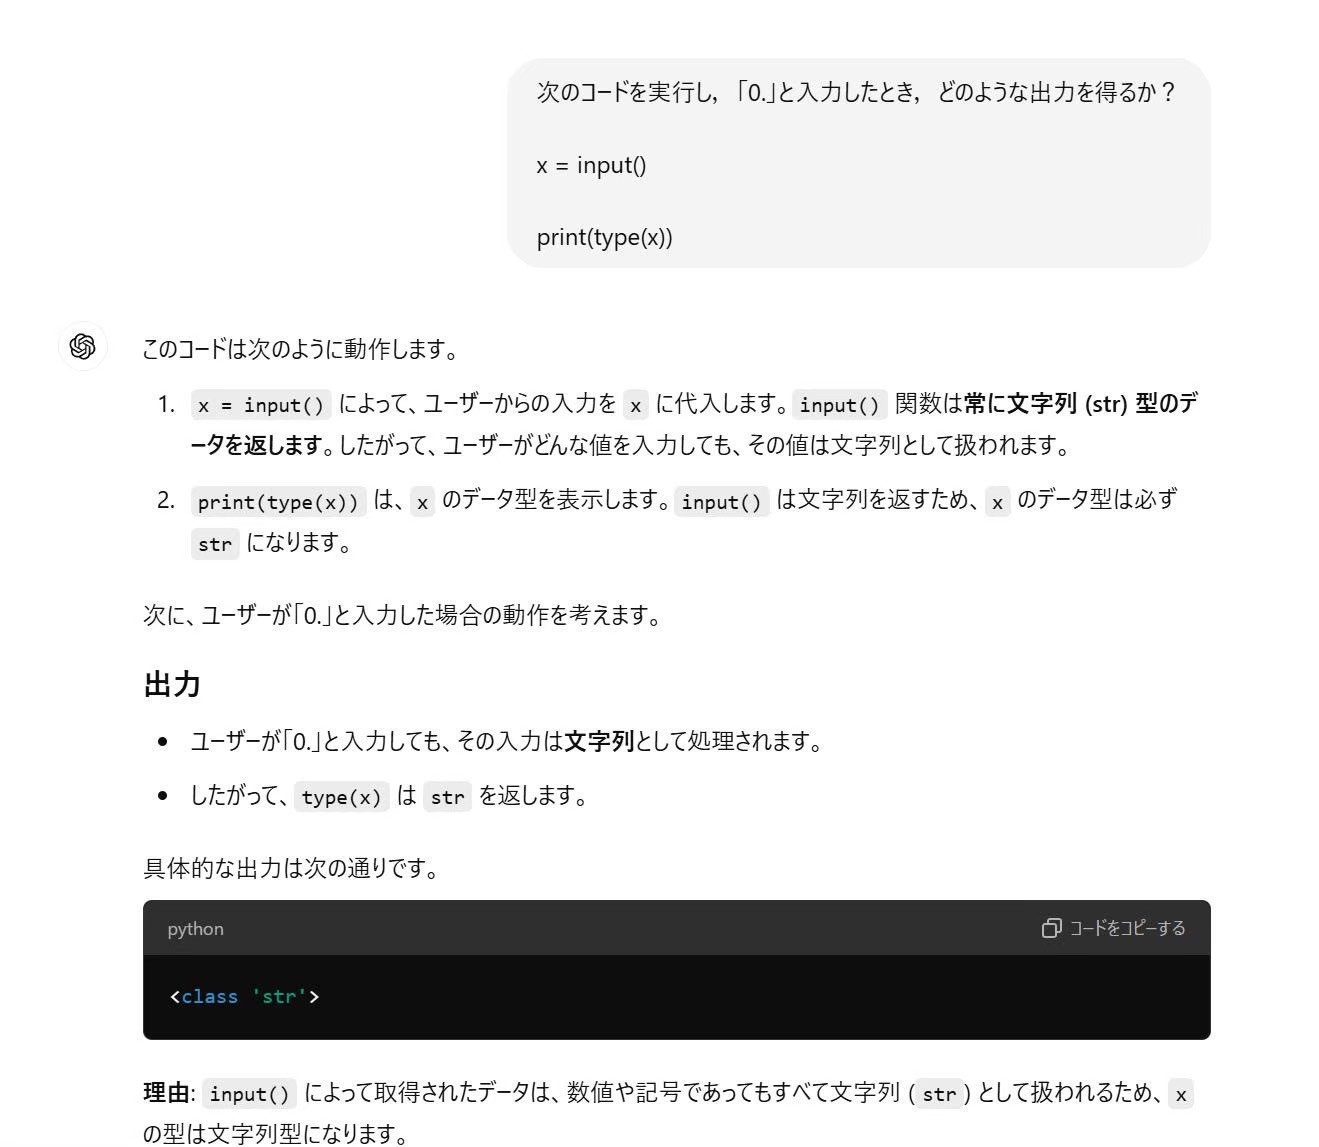 次のコードを実行し，「0.」と入力したとき，どのような出力を得るか？
x = input()
print(type(x))
このコードは次のように動作します。
1. x = input() によって、ユーザーからの入力を x に代入します。input() 関数は常に文字列 (str) 型のデ
ータを返します。したがって、ユーザーがどんな値を入力しても、その値は文字列として扱われます。
2. print(type(x)) は、x のデータ型を表示します。input() は文字列を返すため、x のデータ型は必ず
str になります。
次に、ユーザーが「0.」と入力した場合の動作を考えます。
出力
• ユーザーが「0.」と入力しても、その入力は文字列として処理されます。
• したがって、type(x) は str を返します。
具体的な出力は次の通りです。
python コードをコピーする
<class 'str'>
理由: input() によって取得されたデータは、数値や記号であってもすべて文字列 (str) として扱われるため、x
の型は文字列型になります。